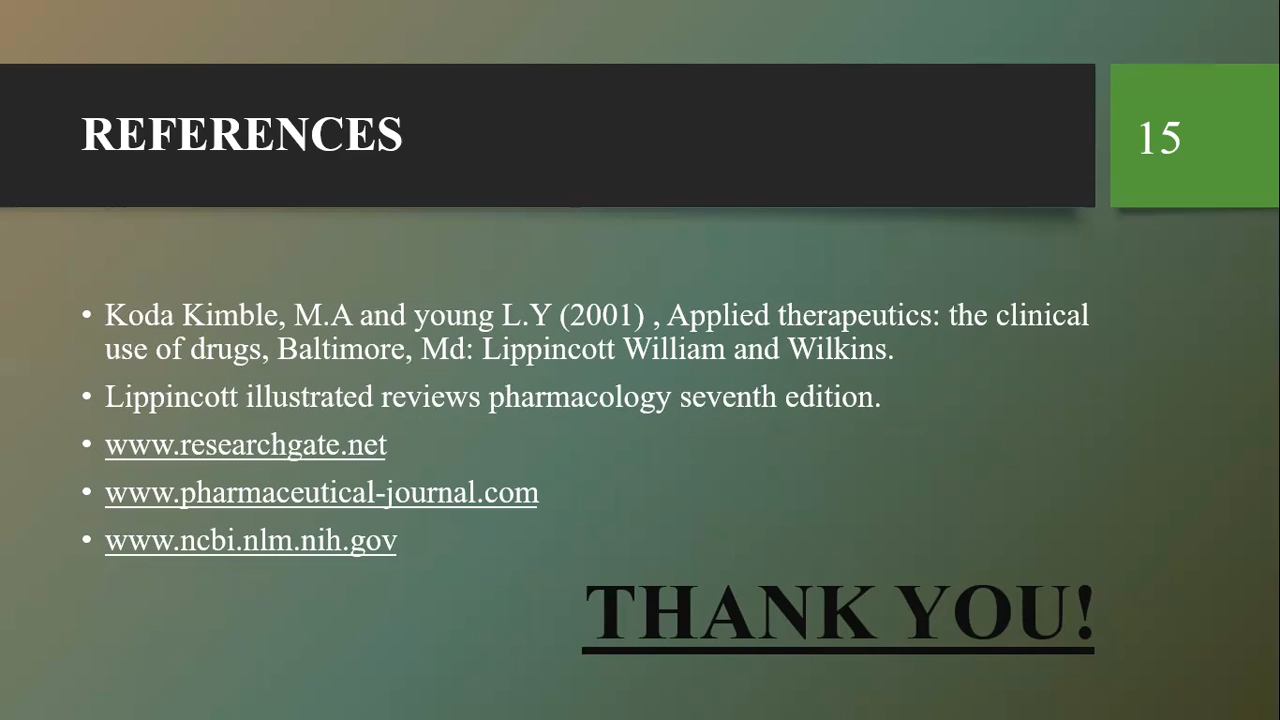 REFERENCES
15
• Koda Kimble, M.A and young L.Y (2001) , Applied therapeutics: the clinical
use of drugs, Baltimore, Md: Lippincott William and Wilkins.
• Lippincott illustrated reviews pharmacology seventh edition.
• www.researchgate.net
• www.pharmaceutical-journal.com
• www.ncbi.nlm.nih.gov
THANK YOU!